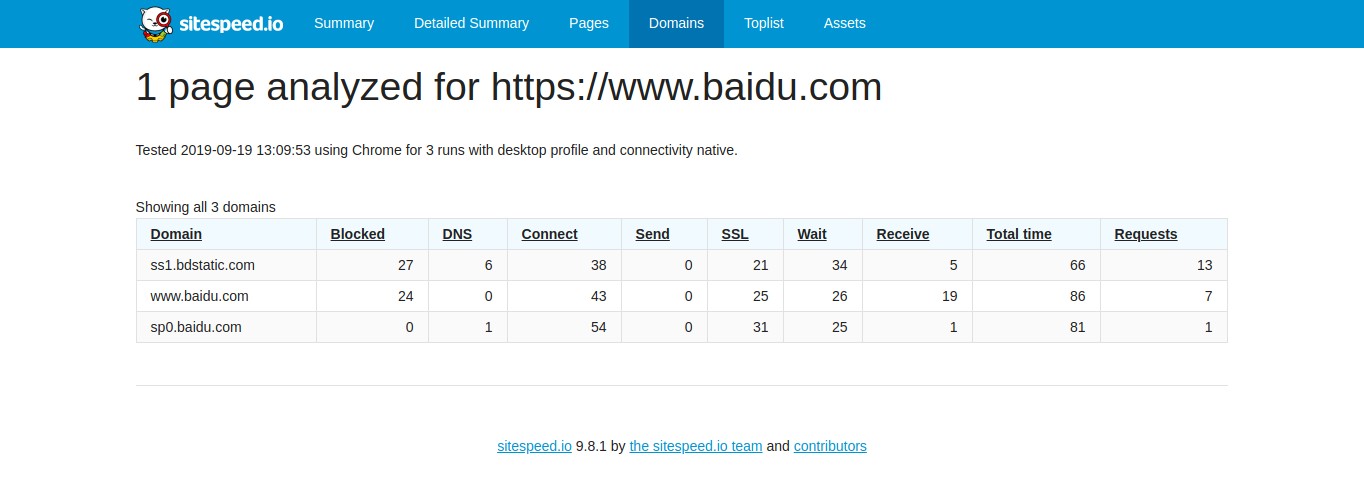 sitespeed.io Summary Detailed Summary Pages Domains Toplist Assets
1 page analyzed for https://www.baidu.com
Tested 2019-09-19 13:09:53 using Chrome for 3 runs with desktop profile and connectivity native.
Showing all 3 domains
Domain Blocked DNS Connect Send SSL Wait Receive Total time Requests
ss1.bdstatic.com 27 6 38 0 21 34 5 66 13
www.baidu.com 24 0 43 0 25 26 19 86 7
sp0.baidu.com 0 1 54 0 31 25 1 81 1
sitespeed.io 9.8.1 by the sitespeed.io team and contributors